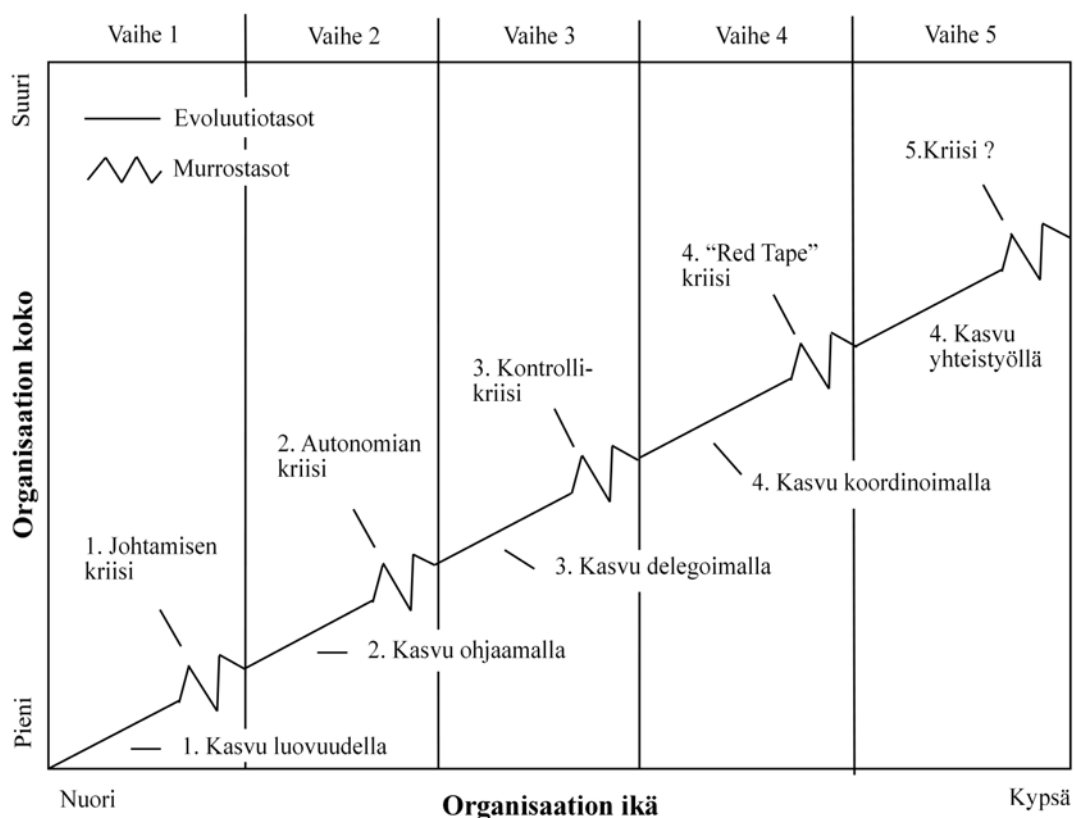 Vaihe 1
Vaihe 2
Vaihe 3
Vaihe 4
Vaihe 5
Suuri
Evoluutiotasot
Murrostasot
5.Kriisi ?
4. “Red Tape”
kriisi
4. Kasvu
yhteistyöllä
3. Kontrolli-
kriisi
4. Kasvu koordinoimalla
2. Autonomian
kriisi
3. Kasvu delegoimalla
1. Johtamisen
kriisi
2. Kasvu ohjaamalla
1. Kasvu luovuudella
Organisaation koko
Pieni
Nuori
Organisaation ikä
Kypsä